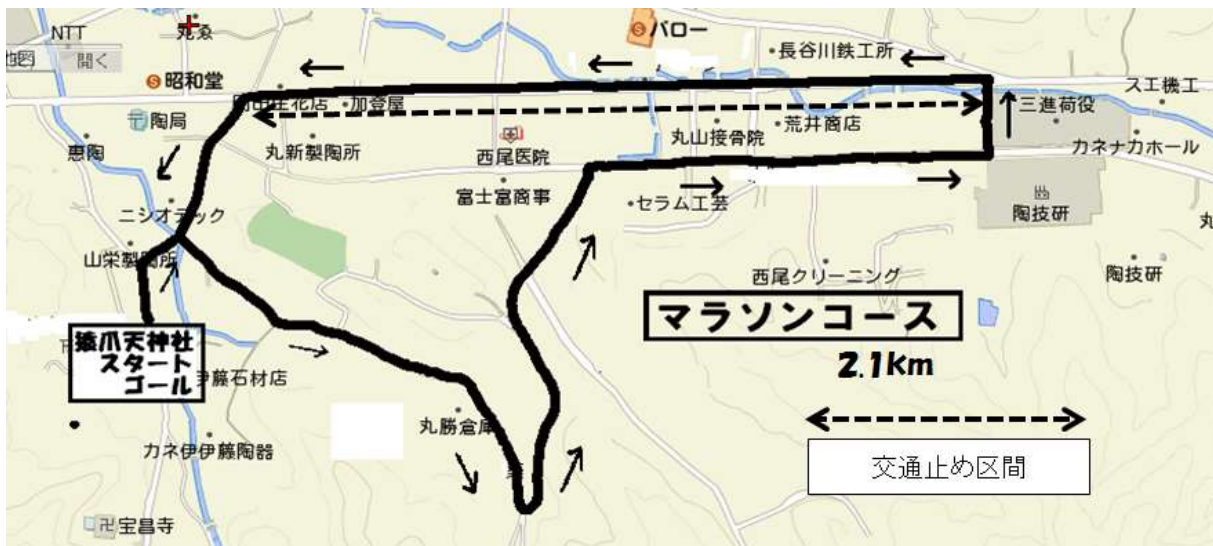 NTT
バロー
長谷川鉄工所
開く
昭和堂
スエ機工
加登屋
三進荷役
陶局
丸山接骨院
荒井商店
恵陶
丸新製陶所
西尾医院
カネナカホール
富士富商事
セラム工芸
陶技研
ニシオテック
山栄製陶所
西尾クリーニング
陶技研
マラソンコース
猿爪天神社
スタート
ゴール
2.1km
伊藤石材店
丸勝倉庫
カネ伊伊藤陶器
交通止め区間
宝昌寺